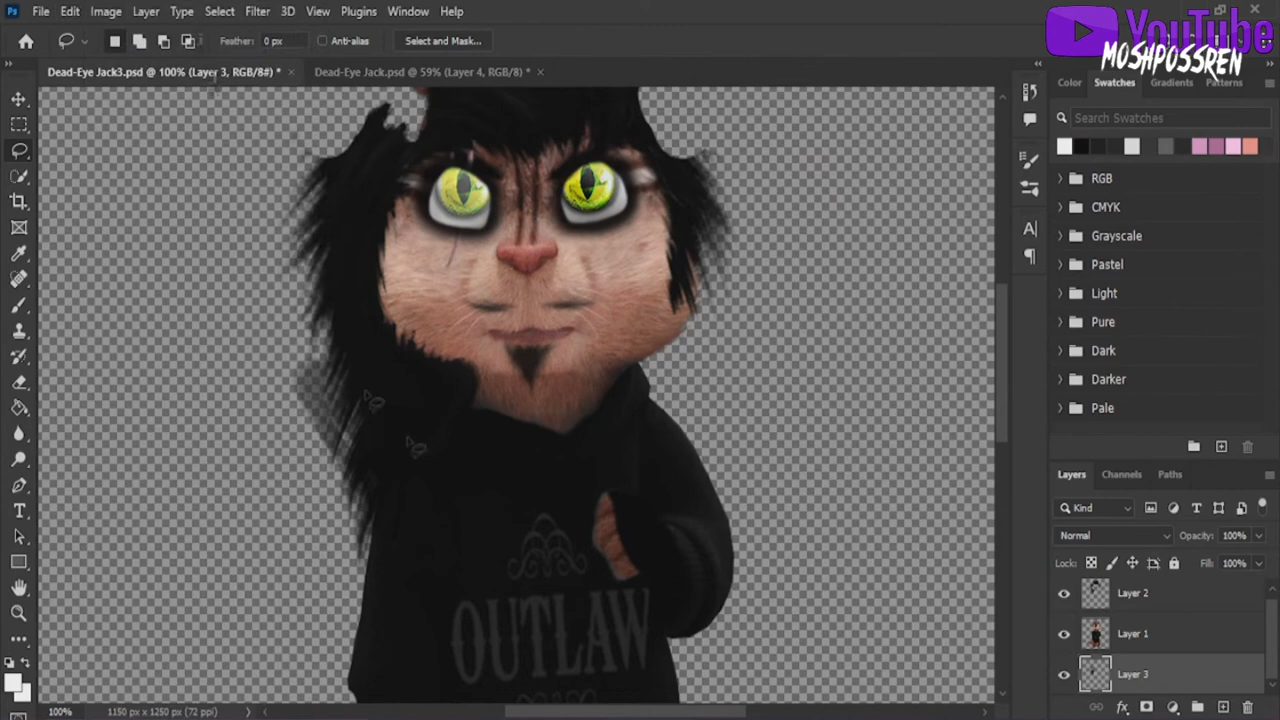 Ps File Edit Image Layer Type Select Filter 3D View Plugins Window Help
YouTube
MOSHPOSSREN
Feather: 0 px Anti-alias Select and Mask...
Dead-Eye Jack3.psd @ 100% (Layer 3, RGB/8#) * × Dead-Eye Jack.psd @ 59% (Layer 4, RGB/8) * ×
Color Swatches Gradients Patterns
Search Swatches
RGB
CMYK
Grayscale
Pastel
Light
Pure
Dark
Darker
Pale
OUTLAW
Layers Channels Paths
Kind
Normal Opacity: 100%
Lock: Fill: 100%
Layer 2
Layer 1
Layer 3
100% 1150 px x 1250 px (72 ppi)